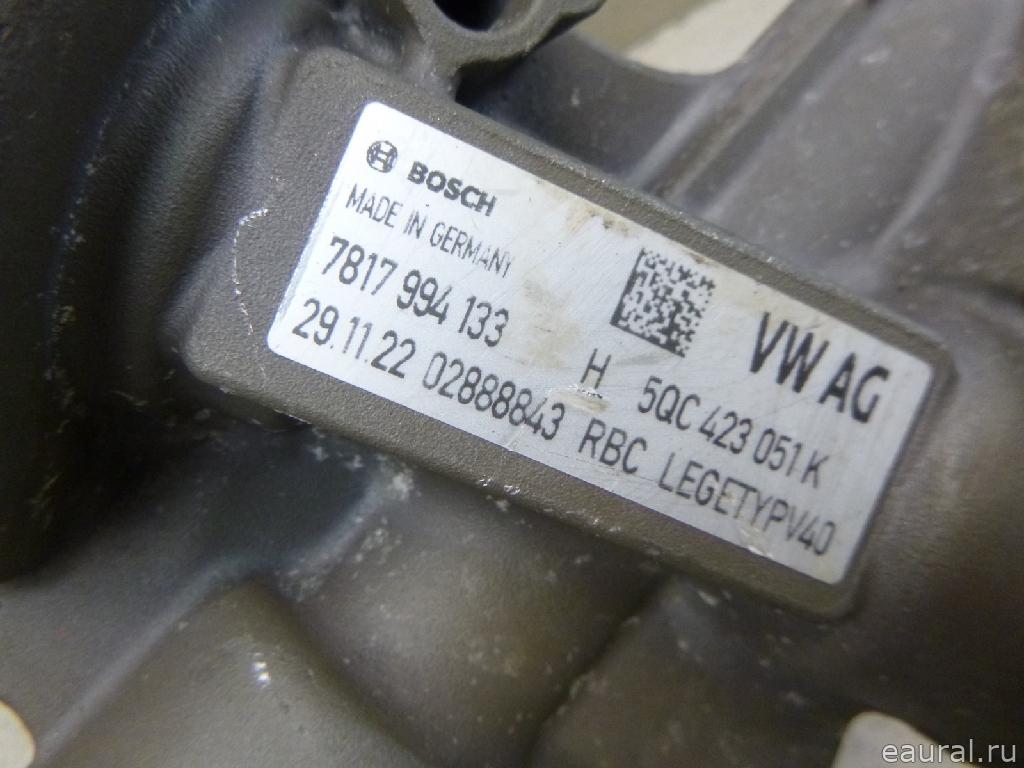 BOSCH
MADE IN GERMANY
7817 994 133
29.11.22 02888843
VW AG
H 5QC 423 051 K
RBC LEGETYPV40
eaural.ru